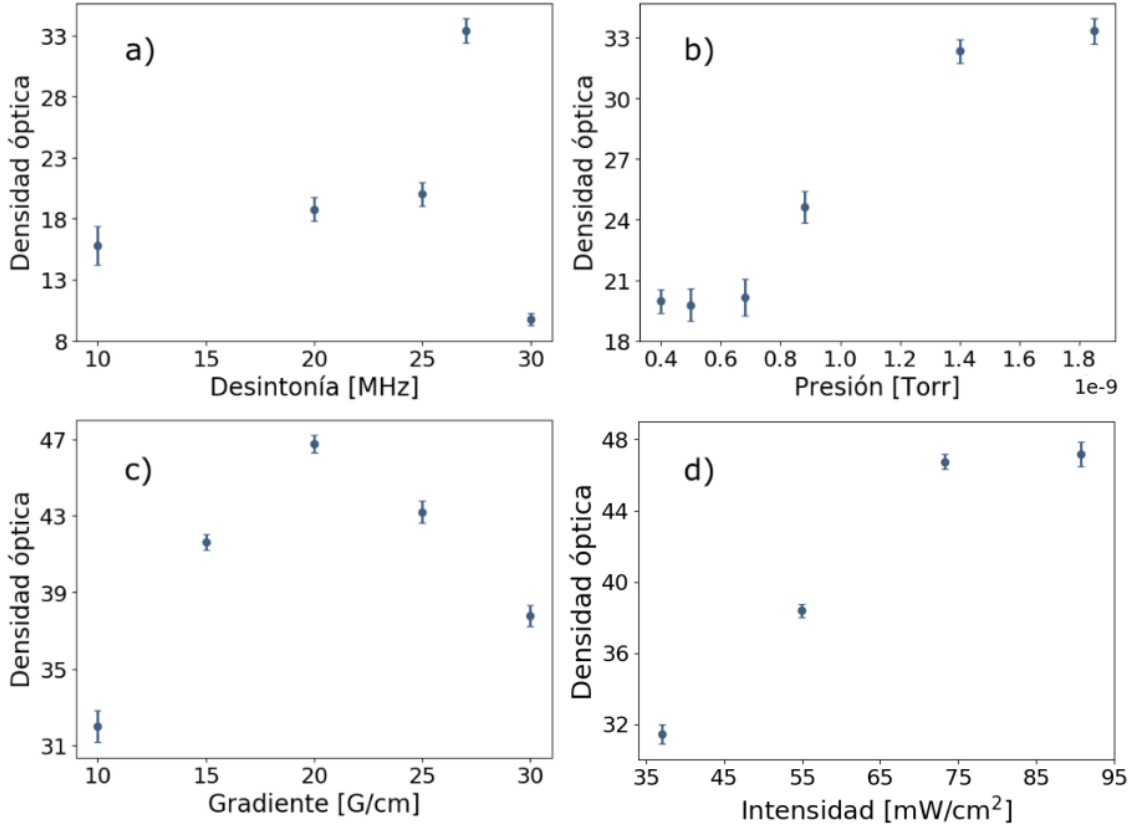 a)
Densidad óptica
33
28
23
18
13
8
10 15 20 25 30
Desintonía [MHz]
b)
Densidad óptica
33
30
27
24
21
18
0.4 0.6 0.8 1.0 1.2 1.4 1.6 1.8
Presión [Torr] 1e-9
c)
Densidad óptica
47
43
39
35
31
10 15 20 25 30
Gradiente [G/cm]
d)
Densidad óptica
48
44
40
36
32
35 45 55 65 75 85 95
Intensidad [mW/cm²]